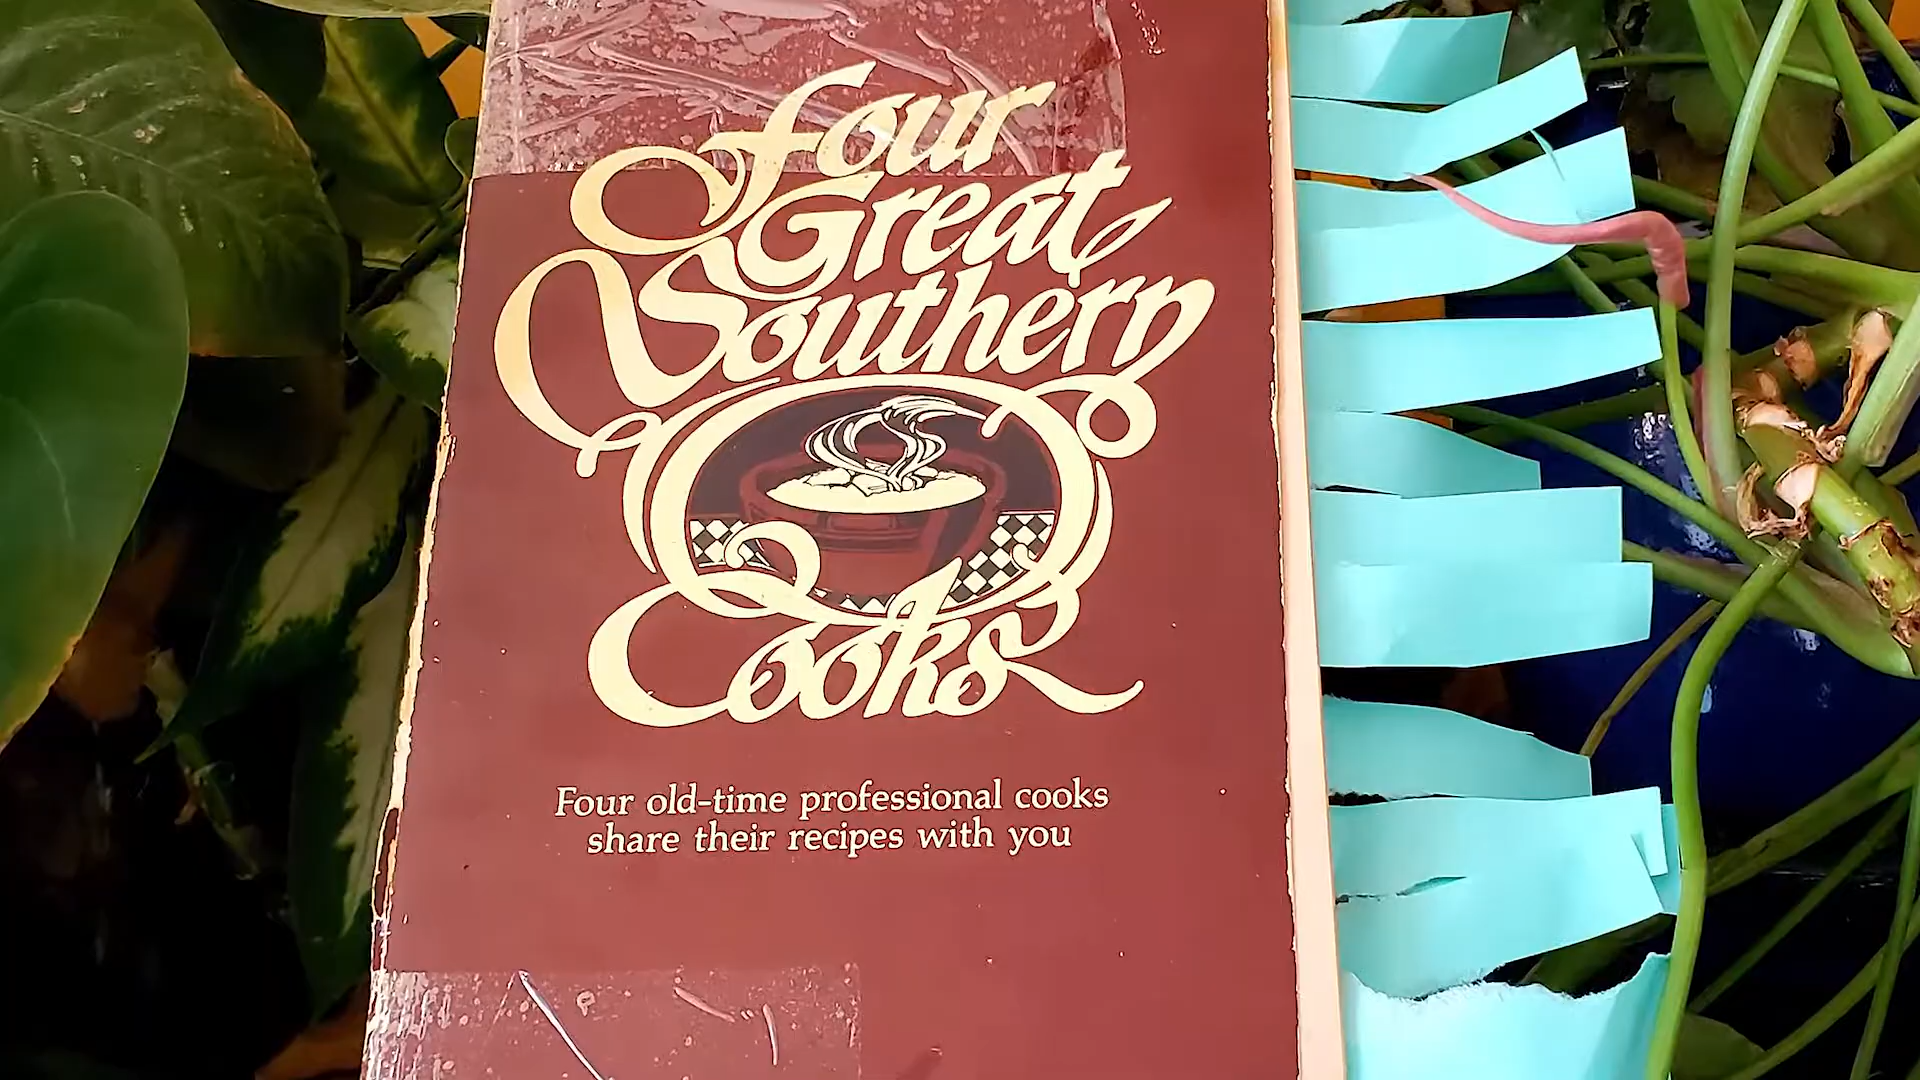 Four
Great
Southern
Cooks
Four old-time professional cooks
share their recipes with you